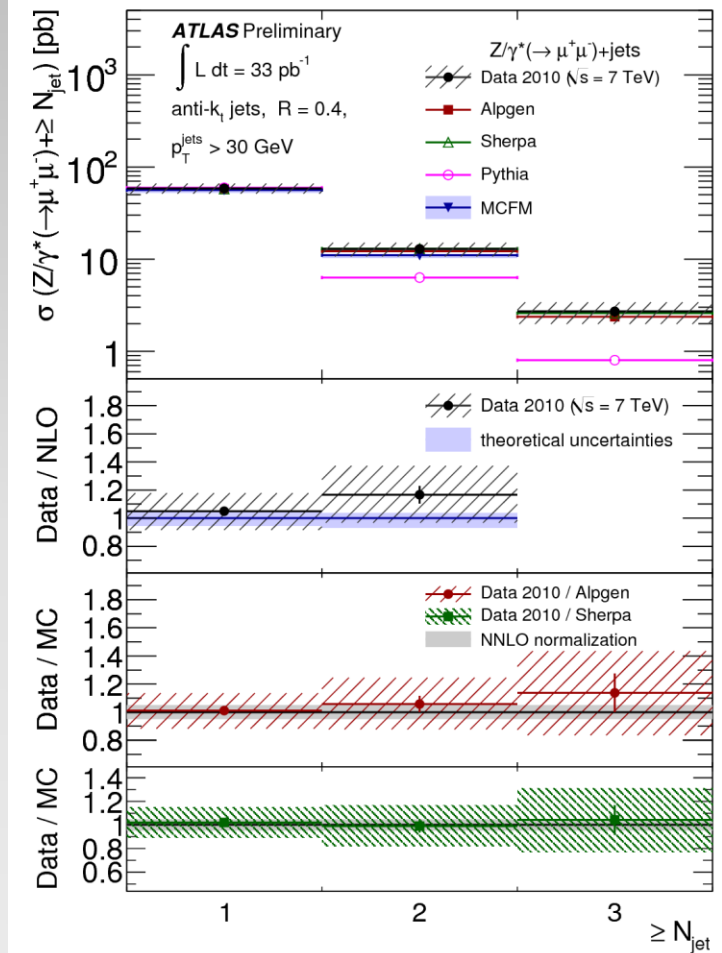 σ (Z/γ*(→μ⁺μ⁻)+≥ N_jet) [pb]
ATLAS Preliminary
∫ L dt = 33 pb⁻¹
anti-k_t jets, R = 0.4,
p_T^jets > 30 GeV
Z/γ*(→ μ⁺μ⁻)+jets
Data 2010 (√s = 7 TeV)
Alpgen
Sherpa
Pythia
MCFM
10³
10²
10
1
Data / NLO
Data 2010 (√s = 7 TeV)
theoretical uncertainties
1.8
1.6
1.4
1.2
1
0.8
Data / MC
Data 2010 / Alpgen
Data 2010 / Sherpa
NNLO normalization
1.8
1.6
1.4
1.2
1
0.8
Data / MC
1.4
1.2
1
0.8
0.6
1 2 3
≥ N_jet